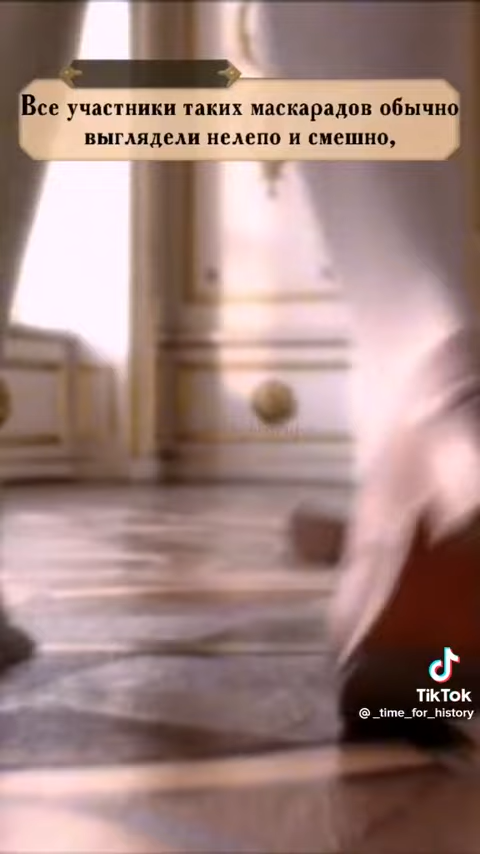 Все участники таких маскарадов обычно
выглядели нелепо и смешно,
TikTok
@_time_for_history